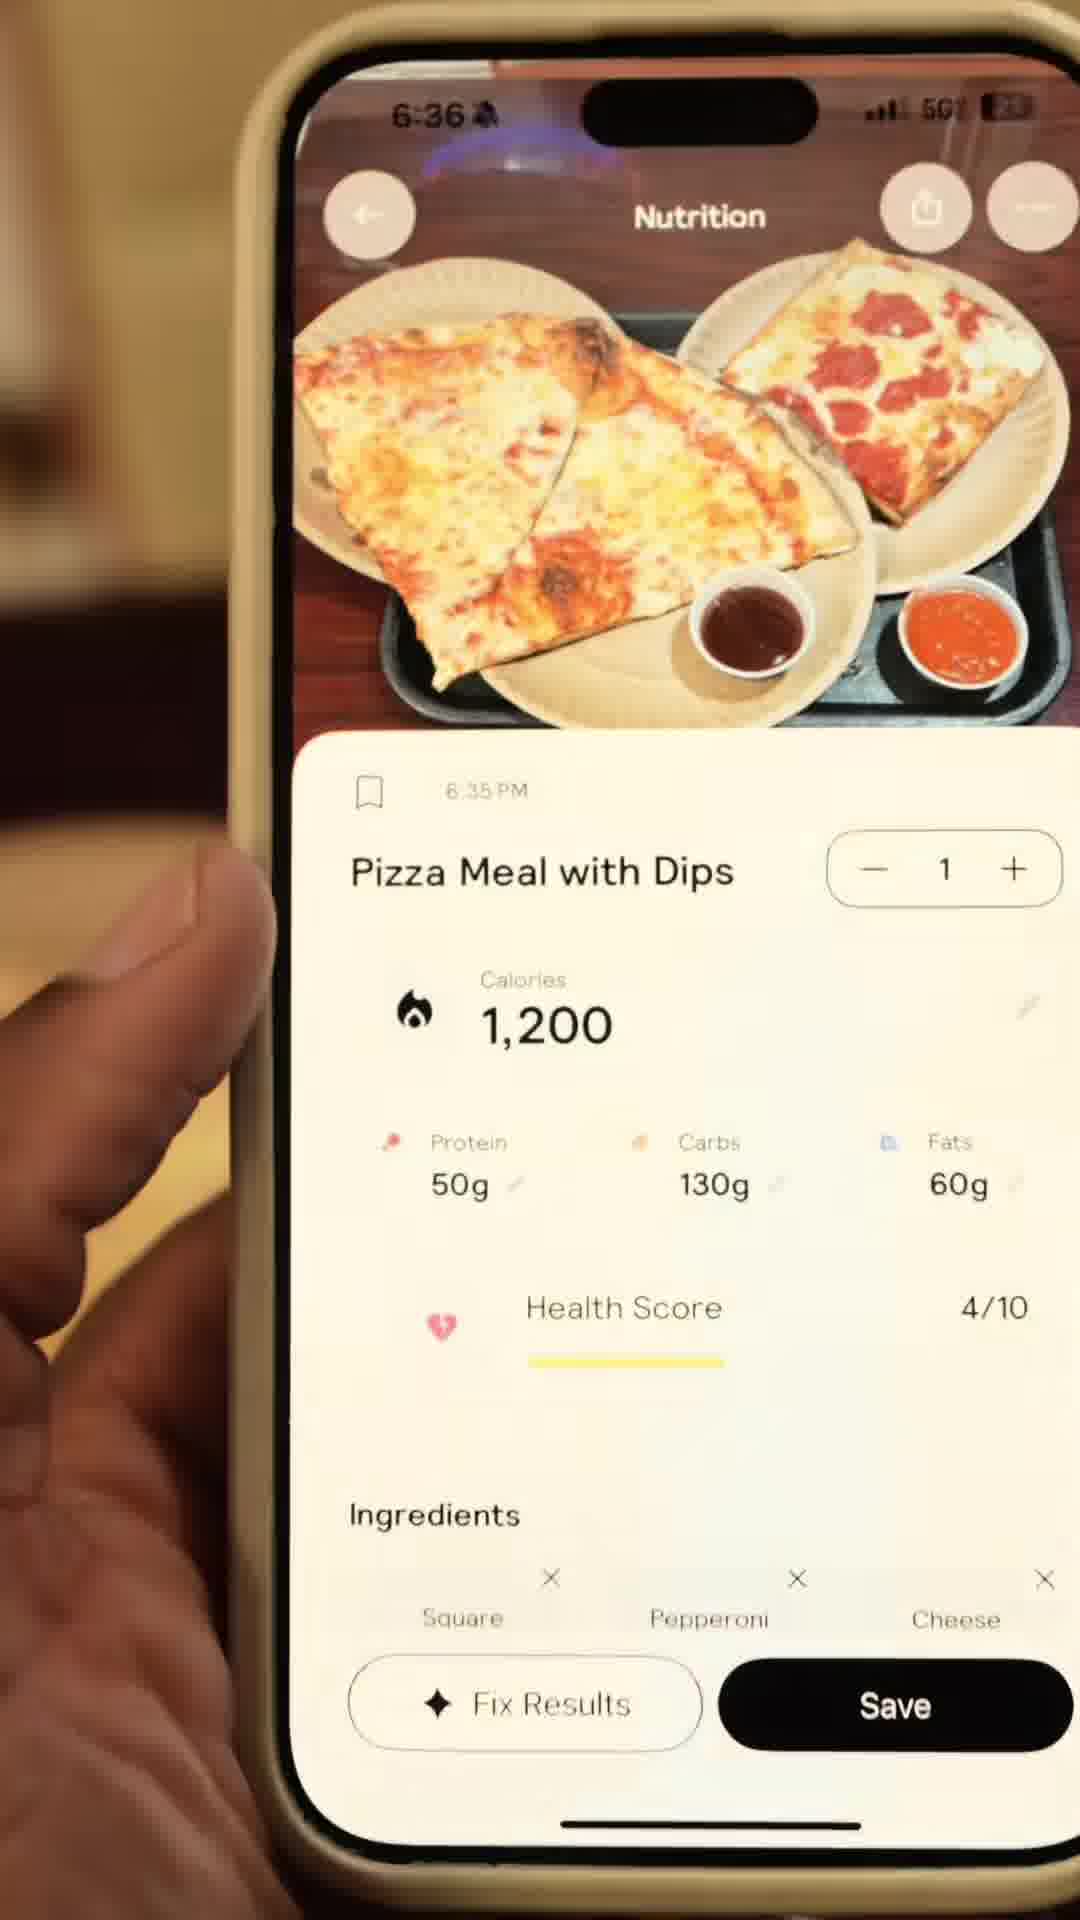 6:36
5G
Nutrition
6:35 PM
Pizza Meal with Dips
1
Calories
1,200
Protein
Carbs
Fats
50g
130g
60g
Health Score
4/10
Ingredients
Square
Pepperoni
Cheese
Fix Results
Save